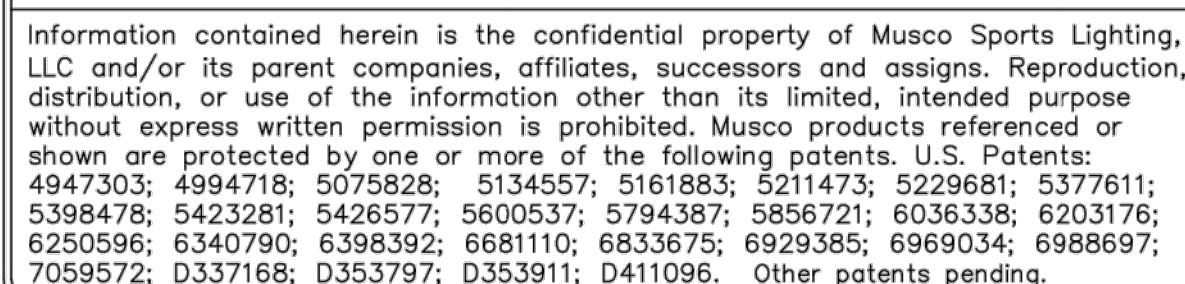 Information contained herein is the confidential property of Musco Sports Lighting,
LLC and/or its parent companies, affiliates, successors and assigns. Reproduction,
distribution, or use of the information other than its limited, intended purpose
without express written permission is prohibited. Musco products referenced or
shown are protected by one or more of the following patents. U.S. Patents:
4947303; 4994718; 5075828; 5134557; 5161883; 5211473; 5229681; 5377611;
5398478; 5423281; 5426577; 5600537; 5794387; 5856721; 6036338; 6203176;
6250596; 6340790; 6398392; 6681110; 6833675; 6929385; 6969034; 6988697;
7059572; D337168; D353797; D353911; D411096. Other patents pending.